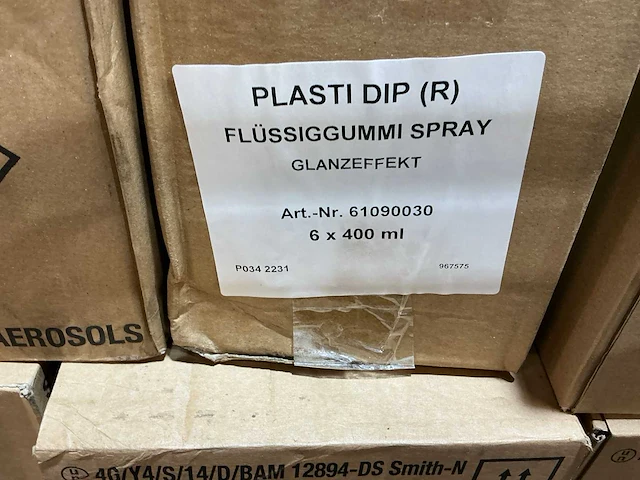 PLASTI DIP (R)
FLÜSSIGGUMMI SPRAY
GLANZEFFEKT
Art.-Nr. 61090030
6 x 400 ml
P034 2231 967575
AEROSOLS
4G/Y4/S/14/D/BAM 12894-DS Smith-N